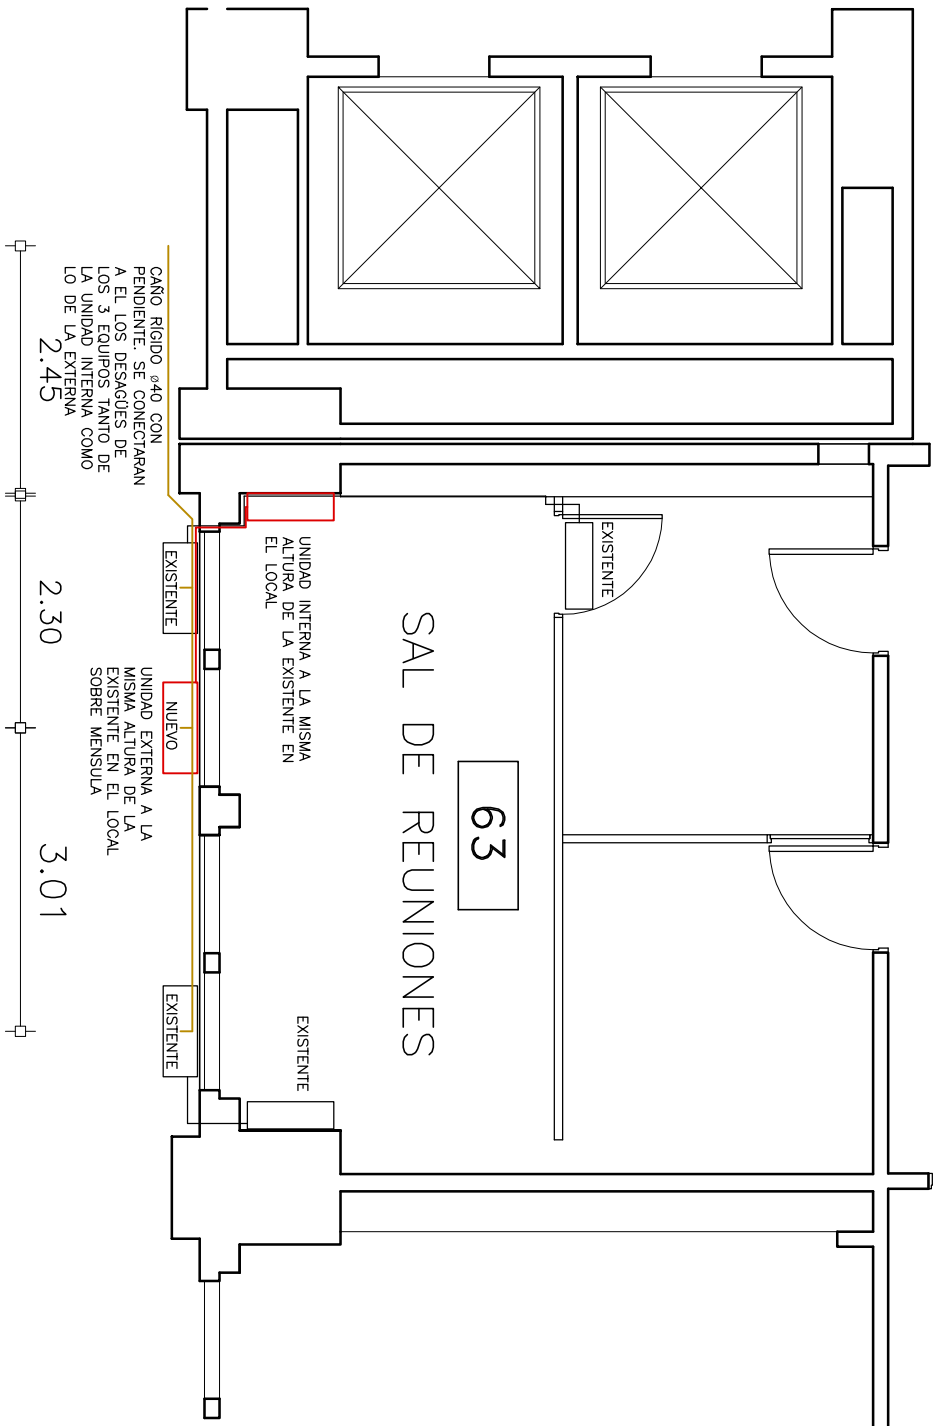 CAÑO RÍGIDO ø40 CON
PENDIENTE. SE CONECTARAN
A EL LOS DESAGÜES DE
LOS 3 EQUIPOS TANTO DE
LA UNIDAD INTERNA COMO
LO DE LA EXTERNA
2.45
2.30
3.01
EXISTENTE
NUEVO
EXISTENTE
UNIDAD EXTERNA A LA
MISMA ALTURA DE LA
EXISTENTE EN EL LOCAL
SOBRE MENSULA
UNIDAD INTERNA A LA MISMA
ALTURA DE LA EXISTENTE EN
EL LOCAL
EXISTENTE
EXISTENTE
SAL DE REUNIONES
63